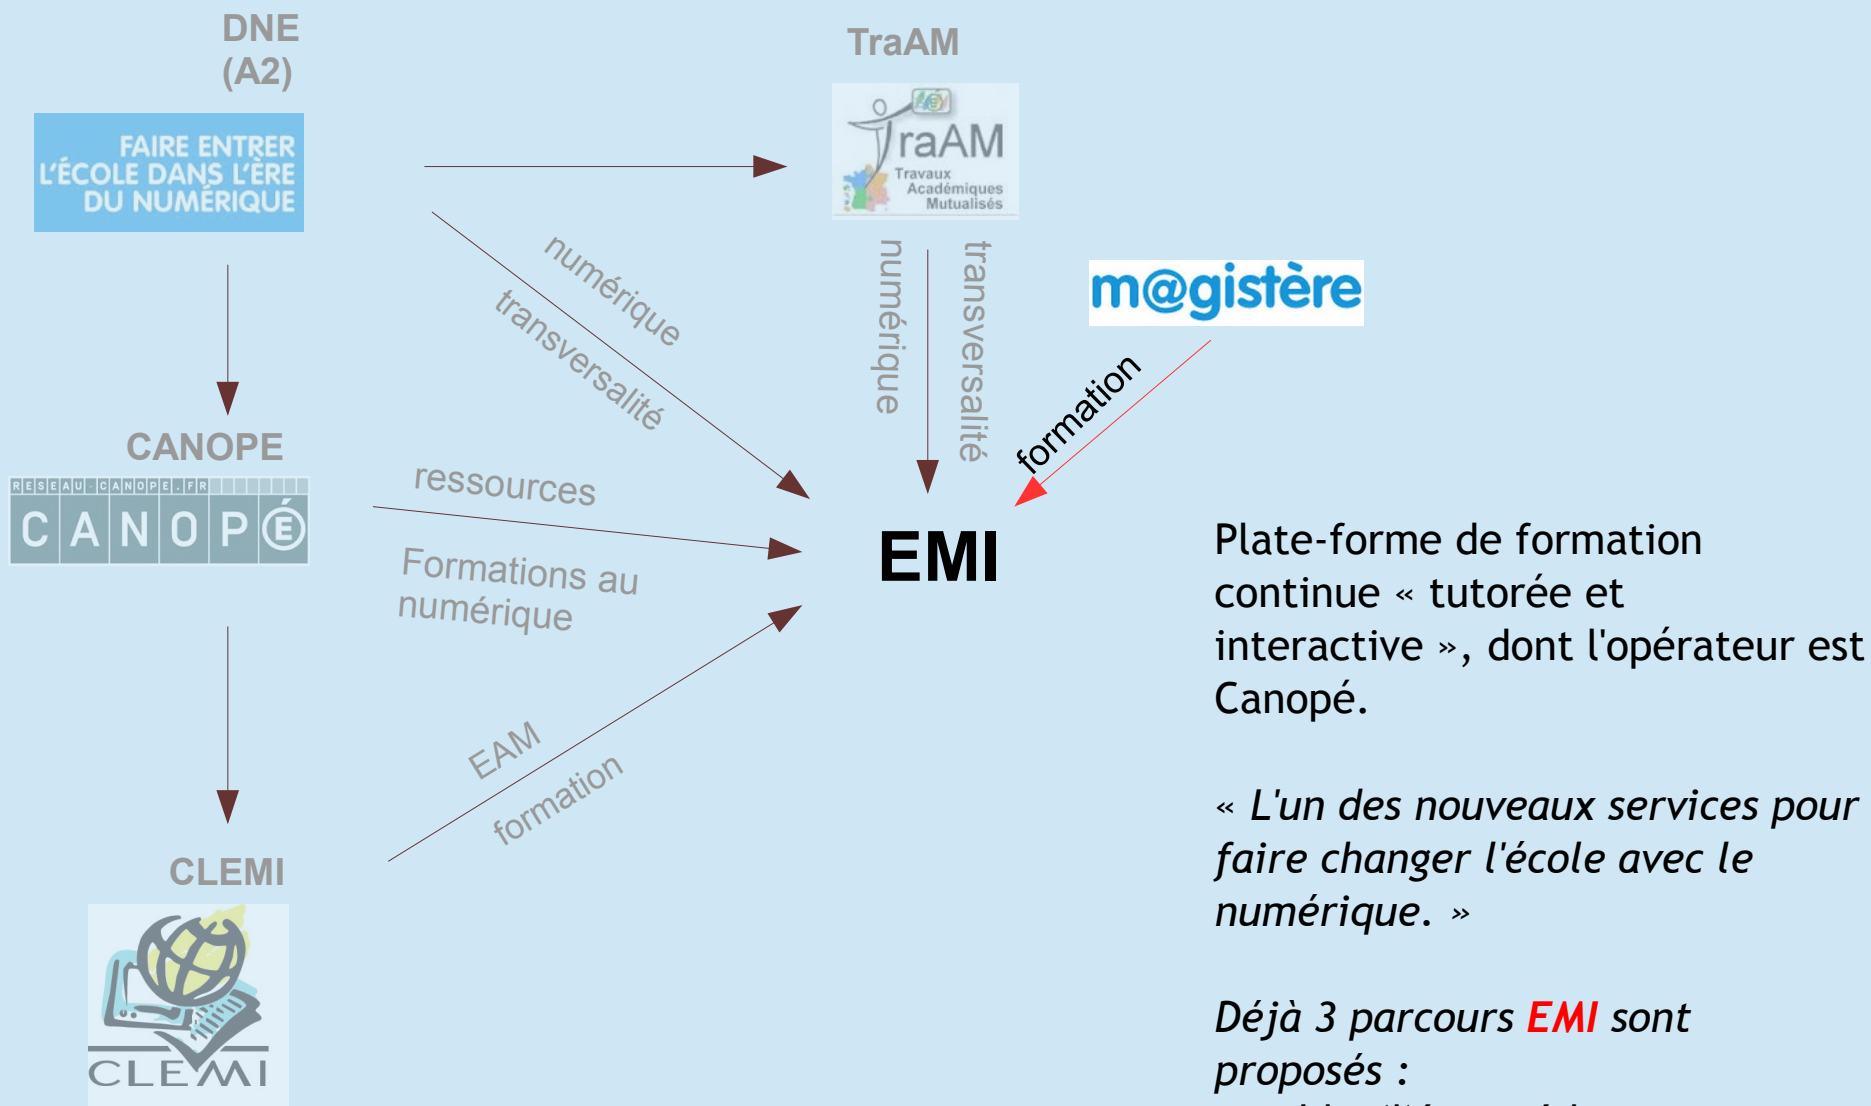 DNE
(A2)
FAIRE ENTRER
L'ÉCOLE DANS L'ÈRE
DU NUMÉRIQUE
TraAM
TraAM
Travaux
Académiques
Mutualisés
numérique
transversalité
numérique
transversalité
m@gistère
formation
CANOPE
RESEAU-CANOPE.FR
CANOPÉ
ressources
Formations au
numérique
EMI
EAM
formation
CLEMI
CLEMI
Plate-forme de formation
continue « tutorée et
interactive », dont l'opérateur est
Canopé.
« L'un des nouveaux services pour
faire changer l'école avec le
numérique. »
Déjà 3 parcours EMI sont
proposés :